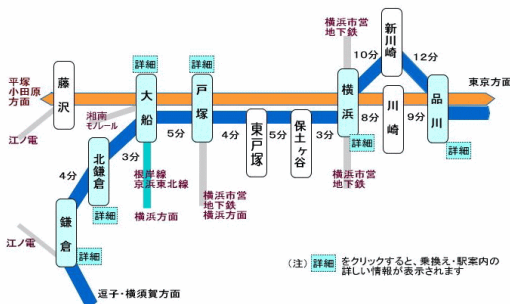 横浜市営
地下鉄
新川崎
10分
12分
詳細
詳細
平塚
小田原
方面
藤沢
大船
戸塚
横浜
川崎
品川
東京方面
江ノ電
湘南
モノレール
5分
4分
東戸塚
5分
保土ヶ谷
3分
8分
9分
詳細
詳細
北鎌倉
3分
根岸線
京浜東北線
横浜方面
横浜市営
地下鉄
横浜方面
横浜市営
地下鉄
4分
詳細
鎌倉
江ノ電
詳細
逗子・横須賀方面
(注) 詳細 をクリックすると、乗換え・駅案内の
詳しい情報が表示されます